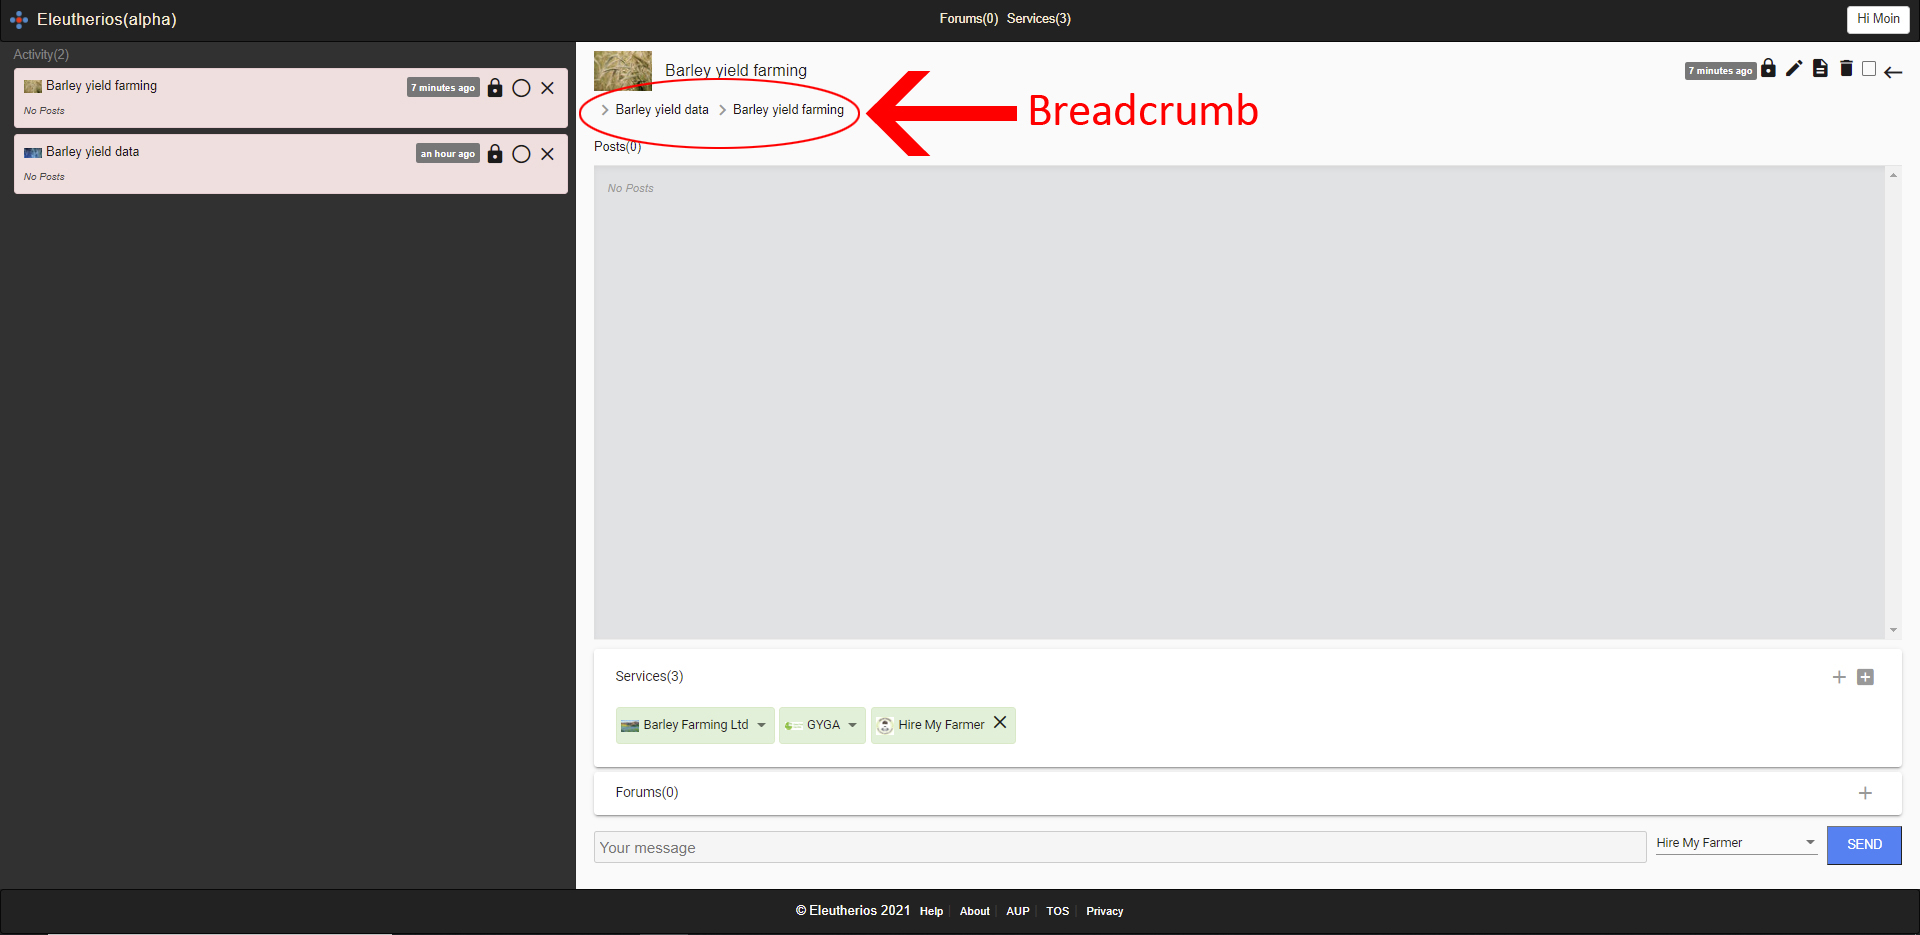 Eleutherios(alpha)
Forums(0) Services(3)
Hi Moin
Activity(2)
Barley yield farming
7 minutes ago
No Posts
Barley yield data
an hour ago
No Posts
Barley yield farming
7 minutes ago
Barley yield data Barley yield farming
Breadcrumb
Posts(0)
No Posts
Services(3)
Barley Farming Ltd
GYGA
Hire My Farmer
Forums(0)
Your message
Hire My Farmer
SEND
© Eleutherios 2021 Help About AUP TOS Privacy